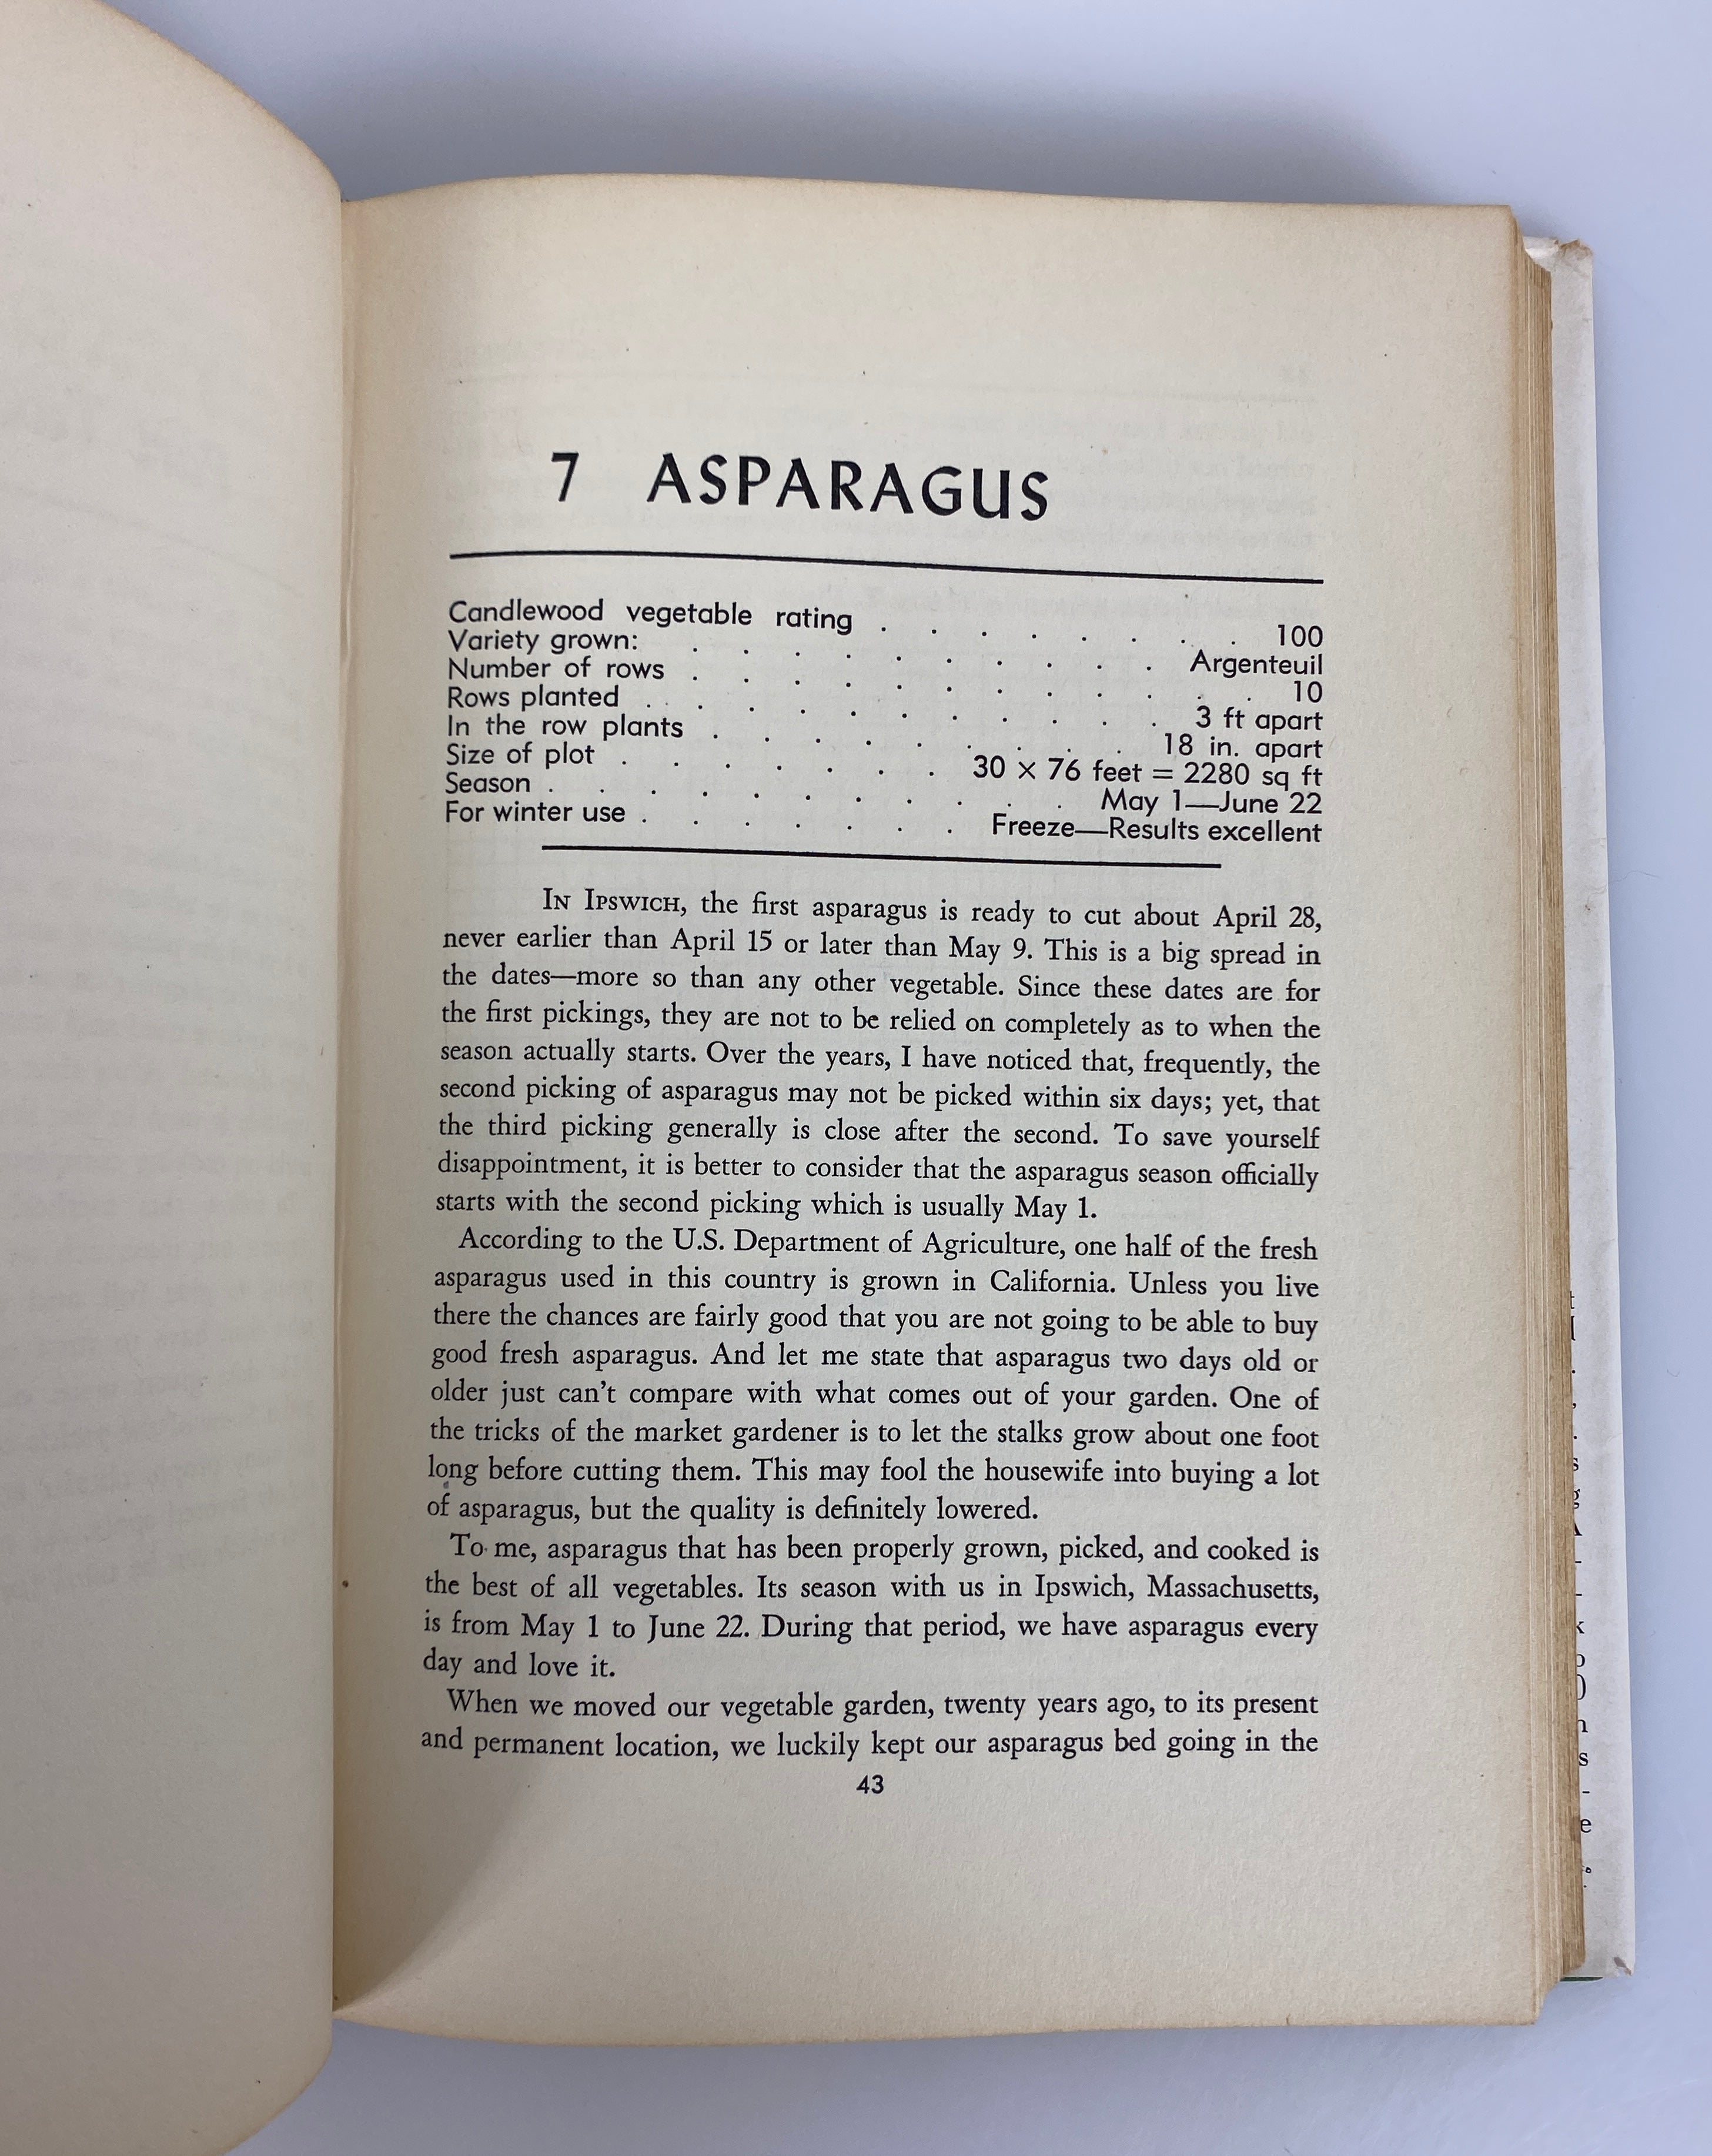 7 ASPARAGUS
Candlewood vegetable rating . . . . . . . . 100
Variety grown: . . . . . . . . . . Argenteuil
Number of rows . . . . . . . . . . . . 10
Rows planted . . . . . . . . . . . 3 ft apart
In the row plants . . . . . . . . . 18 in. apart
Size of plot . . . . . . . 30 × 76 feet = 2280 sq ft
Season . . . . . . . . . . . May 1—June 22
For winter use . . . . . . . Freeze—Results excellent
IN IPSWICH, the first asparagus is ready to cut about April 28,
never earlier than April 15 or later than May 9. This is a big spread in
the dates—more so than any other vegetable. Since these dates are for
the first pickings, they are not to be relied on completely as to when the
season actually starts. Over the years, I have noticed that, frequently, the
second picking of asparagus may not be picked within six days; yet, that
the third picking generally is close after the second. To save yourself
disappointment, it is better to consider that the asparagus season officially
starts with the second picking which is usually May 1.
According to the U.S. Department of Agriculture, one half of the fresh
asparagus used in this country is grown in California. Unless you live
there the chances are fairly good that you are not going to be able to buy
good fresh asparagus. And let me state that asparagus two days old or
older just can't compare with what comes out of your garden. One of
the tricks of the market gardener is to let the stalks grow about one foot
long before cutting them. This may fool the housewife into buying a lot
of asparagus, but the quality is definitely lowered.
To me, asparagus that has been properly grown, picked, and cooked is
the best of all vegetables. Its season with us in Ipswich, Massachusetts,
is from May 1 to June 22. During that period, we have asparagus every
day and love it.
When we moved our vegetable garden, twenty years ago, to its present
and permanent location, we luckily kept our asparagus bed going in the
43